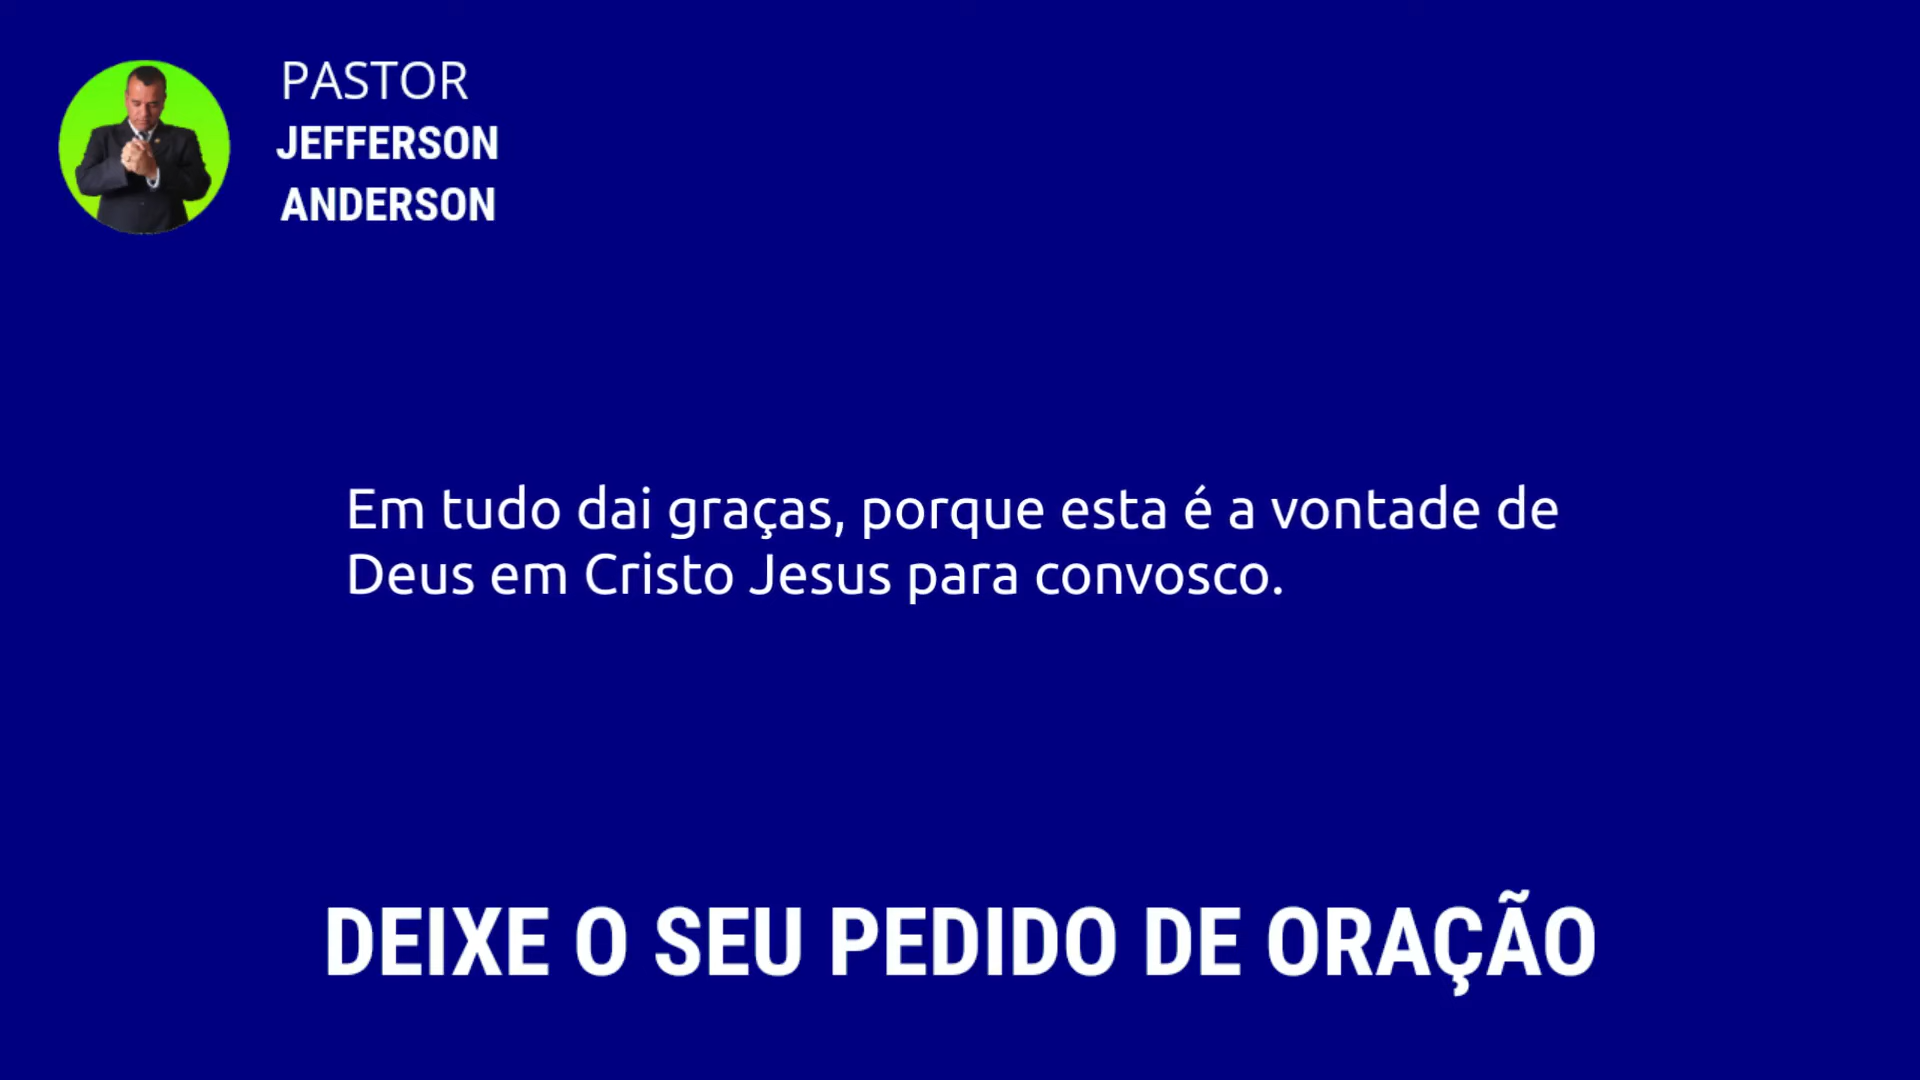 PASTOR
JEFFERSON
ANDERSON
Em tudo dai graças, porque esta é a vontade de
Deus em Cristo Jesus para convosco.
DEIXE O SEU PEDIDO DE ORAÇÃO